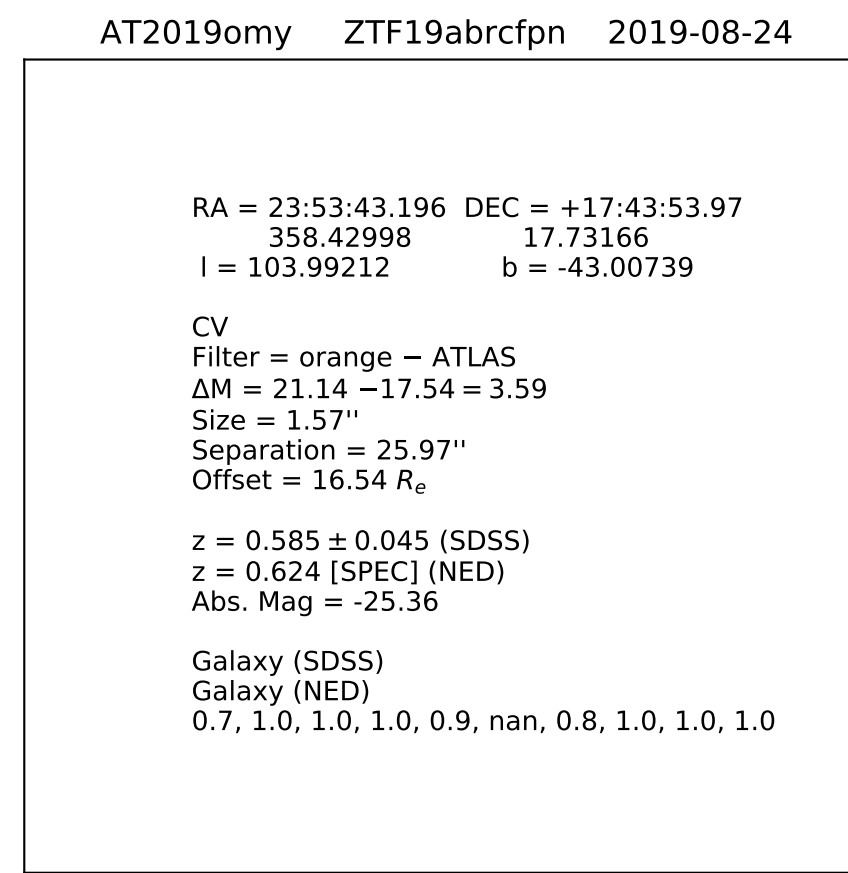 AT2019omy ZTF19abrcfpn 2019-08-24
RA = 23:53:43.196 DEC = +17:43:53.97
358.42998 17.73166
l = 103.99212 b = -43.00739
CV
Filter = orange − ATLAS
ΔM = 21.14 −17.54 = 3.59
Size = 1.57''
Separation = 25.97''
Offset = 16.54 Re
z = 0.585 ± 0.045 (SDSS)
z = 0.624 [SPEC] (NED)
Abs. Mag = -25.36
Galaxy (SDSS)
Galaxy (NED)
0.7, 1.0, 1.0, 1.0, 0.9, nan, 0.8, 1.0, 1.0, 1.0